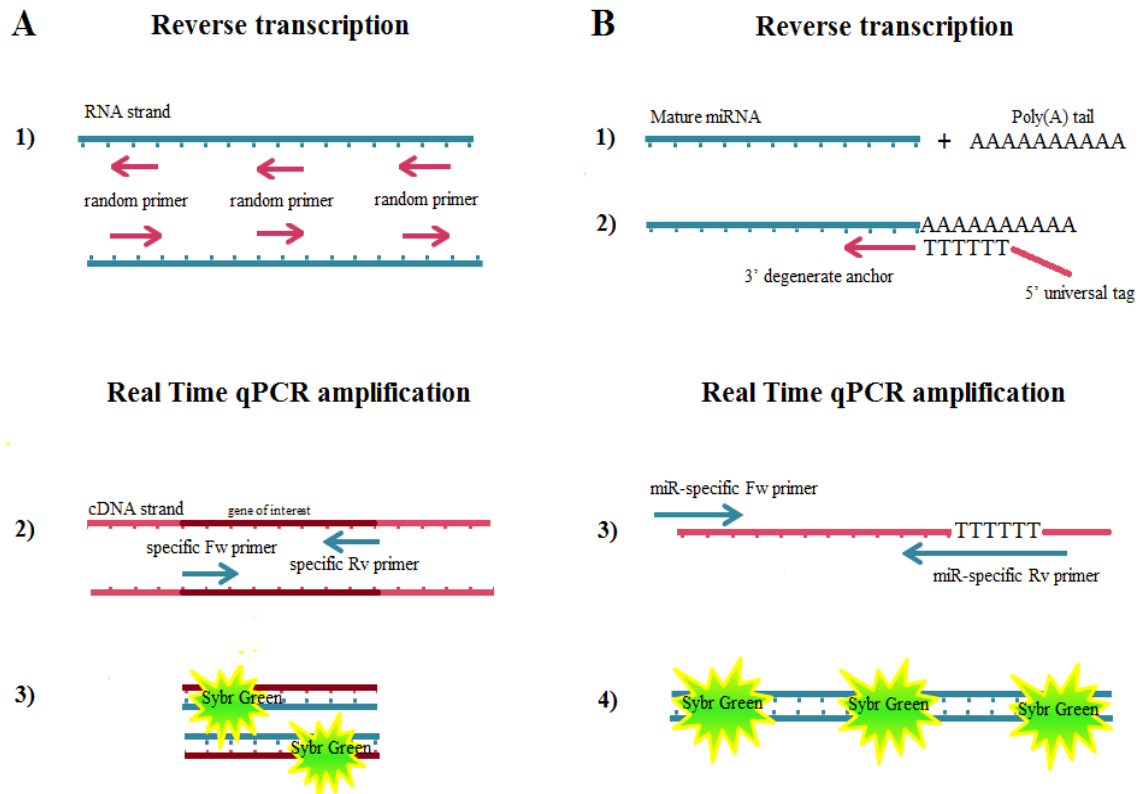 A
Reverse transcription
RNA strand
1)
random primer random primer random primer
Real Time qPCR amplification
cDNA strand
gene of interest
2)
specific Fw primer
specific Rv primer
3)
Sybr Green
Sybr Green
B
Reverse transcription
Mature miRNA
Poly(A) tail
1)
+ AAAAAAAAAA
2)
AAAAAAAAAA
TTTTTT
3’ degenerate anchor
5’ universal tag
Real Time qPCR amplification
miR-specific Fw primer
3)
TTTTTT
miR-specific Rv primer
4)
Sybr Green Sybr Green Sybr Green